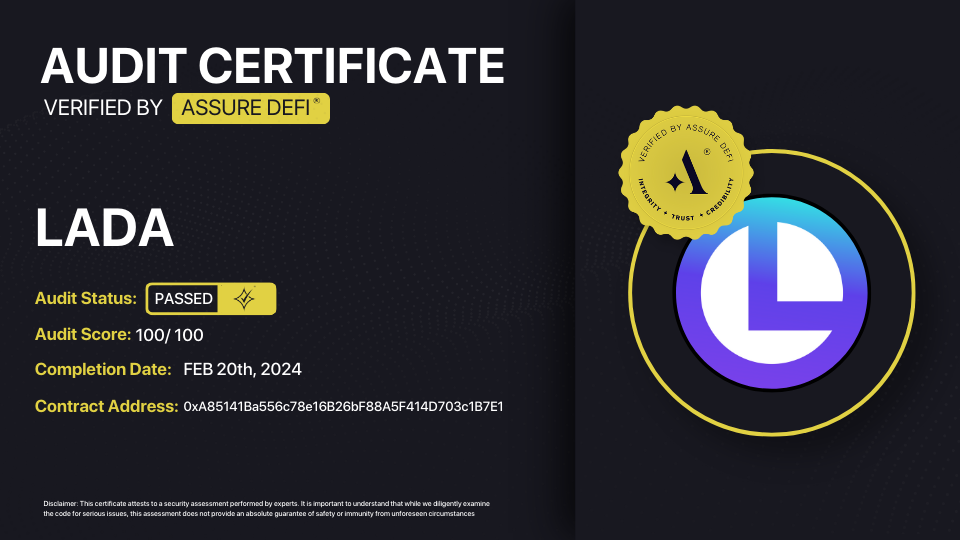 AUDIT CERTIFICATE
VERIFIED BY ASSURE DEFI ®
LADA
Audit Status: PASSED
Audit Score: 100/ 100
Completion Date: FEB 20th, 2024
Contract Address: 0xA85141Ba556c78e16B26bF88A5F414D703c1B7E1
Disclaimer: This certificate attests to a security assessment performed by experts. It is important to understand that while we diligently examine
the code for serious issues, this assessment does not provide an absolute guarantee of safety or immunity from unforeseen circumstances
VERIFIED BY ASSURE DEFI
®
INTEGRITY ✦ TRUST ✦ CREDIBILITY